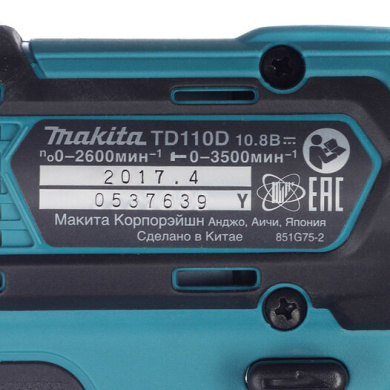 makita TD110D 10.8В
n₀0–2600мин⁻¹ 0–3500мин⁻¹
2017.4
0537639 Y
EAC
Макита Корпорэйшн Анджо, Аичи, Япония
Сделано в Китае 851G75-2